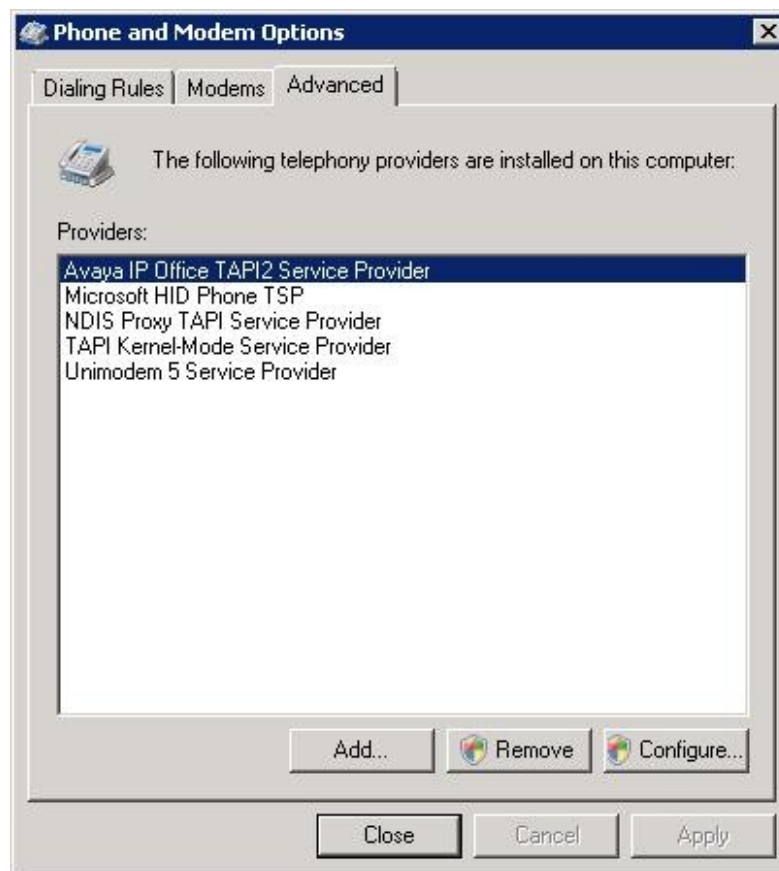 Phone and Modem Options
Dialing Rules Modems Advanced
The following telephony providers are installed on this computer:
Providers:
Avaya IP Office TAPI2 Service Provider
Microsoft HID Phone TSP
NDIS Proxy TAPI Service Provider
TAPI Kernel-Mode Service Provider
Unimodem 5 Service Provider
Add... Remove Configure...
Close Cancel Apply